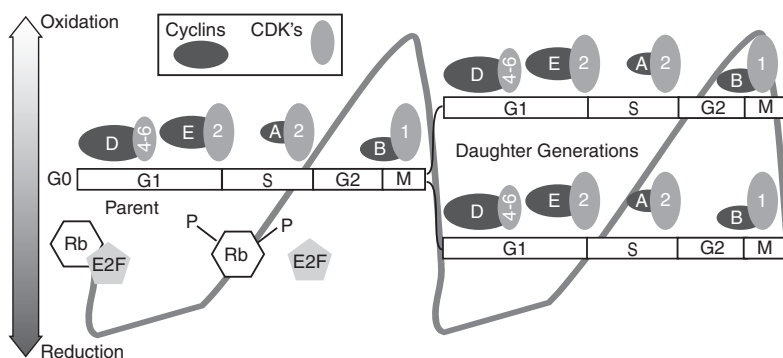 Oxidation
Cyclins CDK's
D 4-6 E 2 A 2 B 1
G1 S G2 M
D 4-6 E 2 A 2 B 1
G0 G1 S G2 M
Daughter Generations
Parent
Rb E2F
P Rb P E2F
D 4-6 E 2 A 2 B 1
G1 S G2 M
Reduction